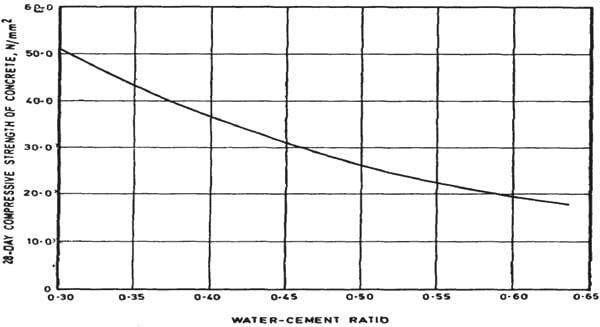 28-DAY COMPRESSIVE STRENGTH OF CONCRETE, N/mm²
60·0
50·0
40·0
30·0
20·0
10·0
0
0·30 0·35 0·40 0·45 0·50 0·55 0·60 0·65
WATER-CEMENT RATIO